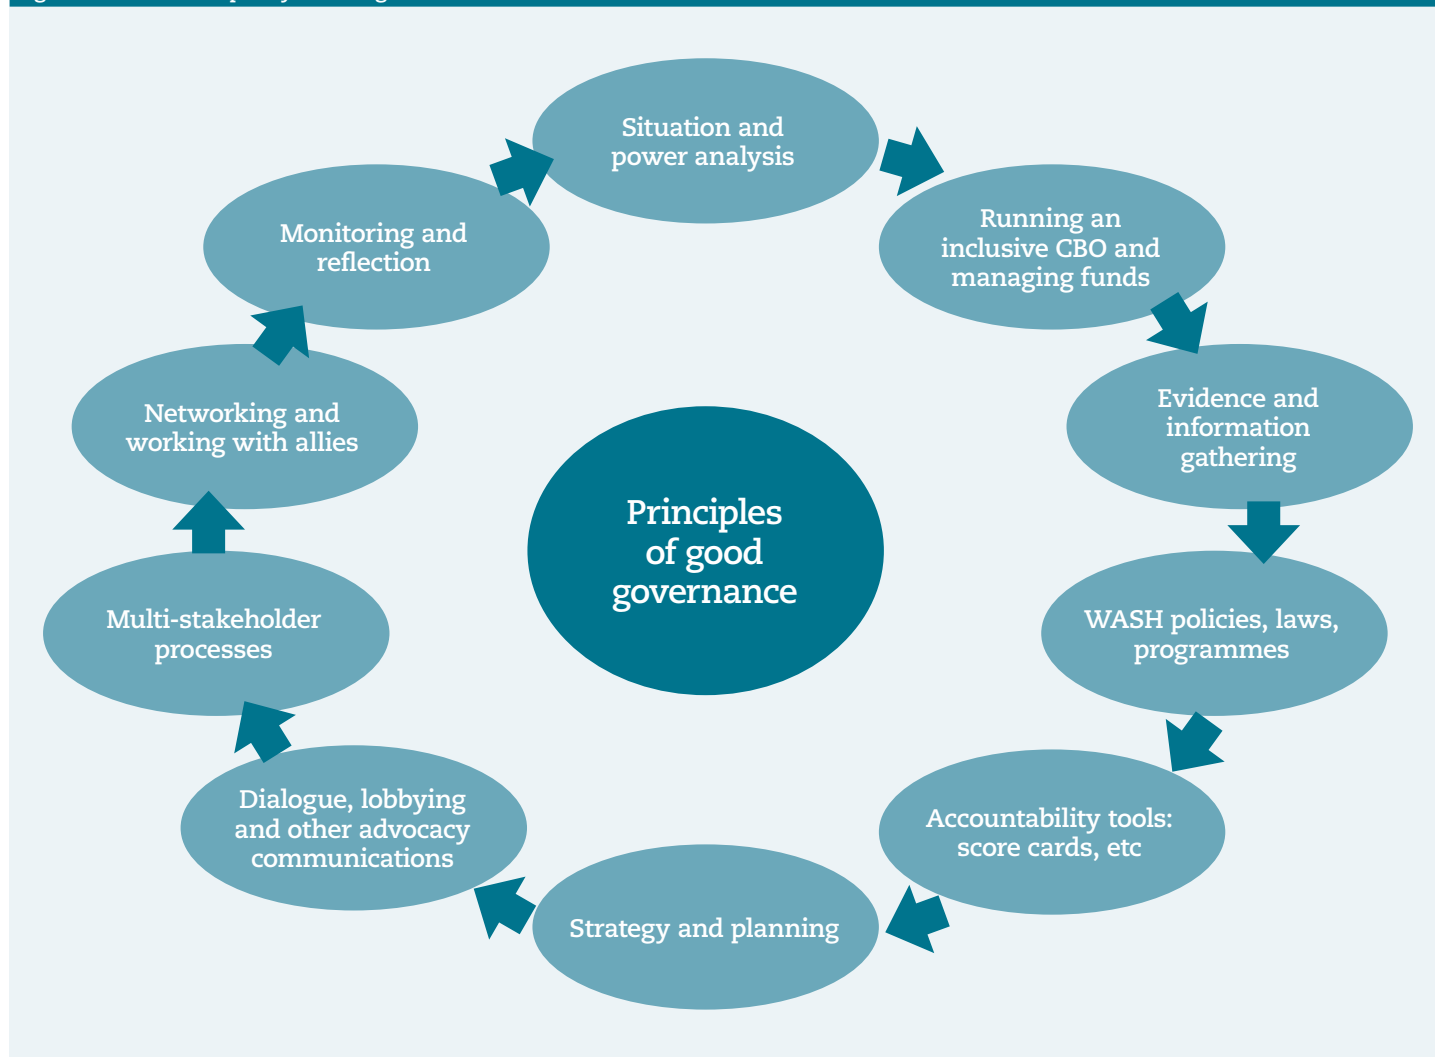 Situation and
power analysis
Running an
inclusive CBO and
managing funds
Evidence and
information
gathering
WASH policies, laws,
programmes
Accountability tools:
score cards, etc
Strategy and planning
Dialogue, lobbying
and other advocacy
communications
Multi-stakeholder
processes
Networking and
working with allies
Monitoring and
reflection
Principles
of good
governance